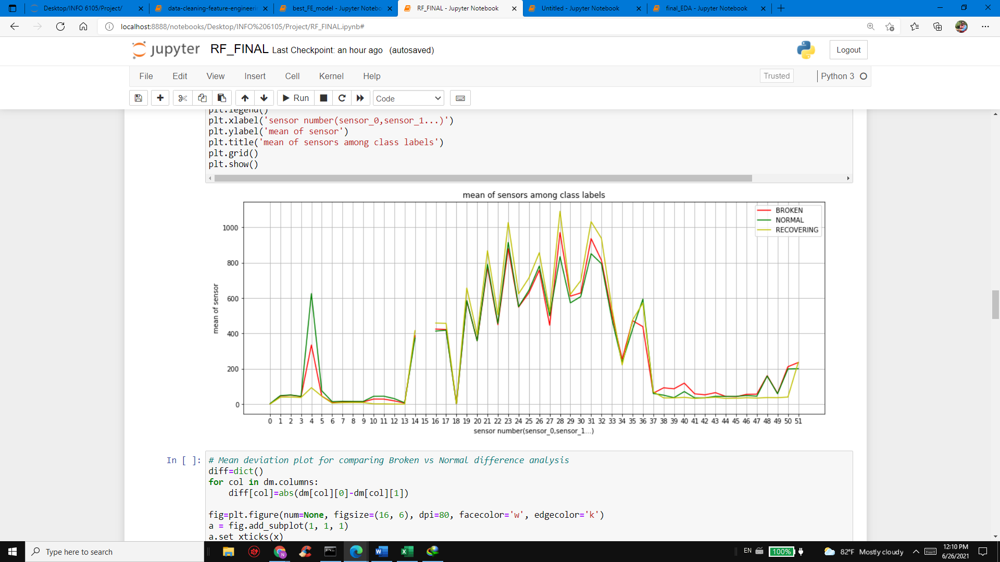 Desktop/INFO 6105/Project/
data-cleaning-feature-engineerin
best_FE_model - Jupyter Notebo
RF_FINAL - Jupyter Notebook
Untitled - Jupyter Notebook
final_EDA - Jupyter Notebook
localhost:8888/notebooks/Desktop/INFO%206105/Project/RF_FINAL.ipynb#
jupyter RF_FINAL Last Checkpoint: an hour ago (autosaved)
Logout
File Edit View Insert Cell Kernel Help
Trusted
Python 3
Run
Code
plt.legend()
plt.xlabel('sensor number(sensor_0,sensor_1...)')
plt.ylabel('mean of sensor')
plt.title('mean of sensors among class labels')
plt.grid()
plt.show()
mean of sensors among class labels
BROKEN
NORMAL
RECOVERING
1000
800
600
400
200
0
mean of sensor
0 1 2 3 4 5 6 7 8 9 10 11 12 13 14 15 16 17 18 19 20 21 22 23 24 25 26 27 28 29 30 31 32 33 34 35 36 37 38 39 40 41 42 43 44 45 46 47 48 49 50 51
sensor number(sensor_0,sensor_1...)
In [ ]:
# Mean deviation plot for comparing Broken vs Normal difference analysis
diff=dict()
for col in dm.columns:
    diff[col]=abs(dm[col][0]-dm[col][1])
fig=plt.figure(num=None, figsize=(16, 6), dpi=80, facecolor='w', edgecolor='k')
a = fig.add_subplot(1, 1, 1)
a.set_xticks(x)
Type here to search
N
W
X
EN
100%
82°F Mostly cloudy
12:10 PM
6/26/2021